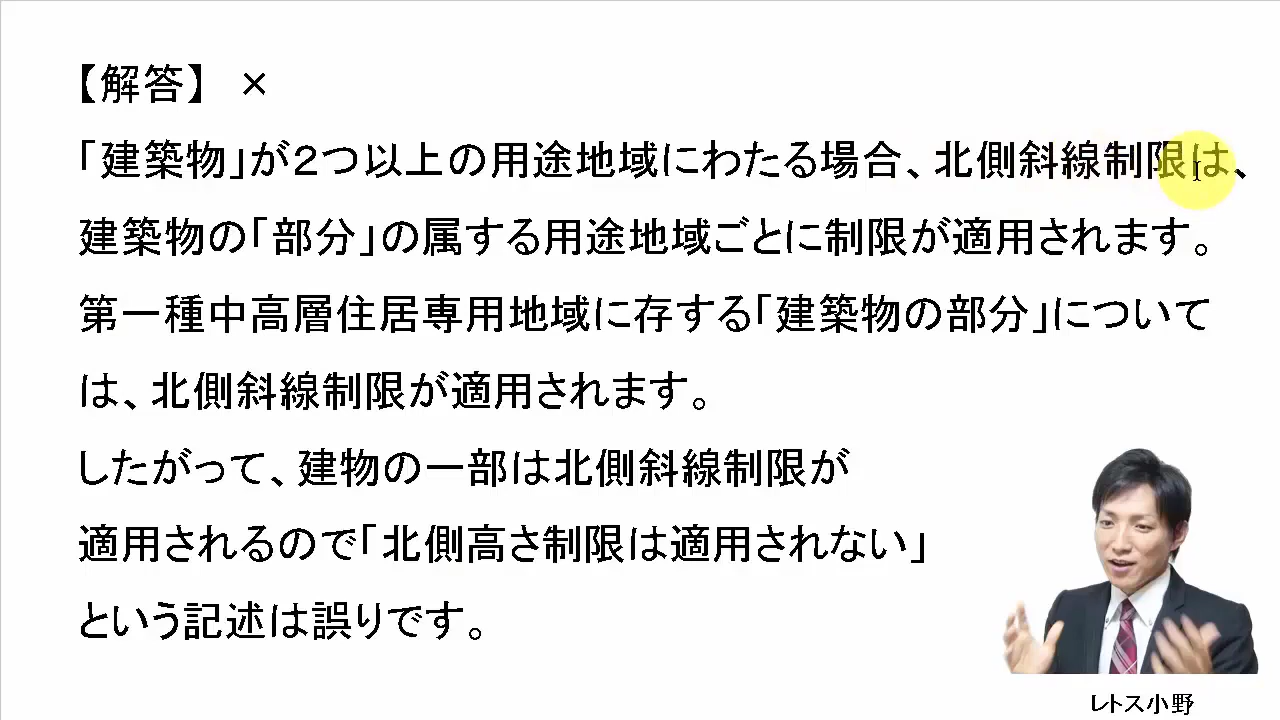 【解答】 ×
「建築物」が２つ以上の用途地域にわたる場合、北側斜線制限は、
建築物の「部分」の属する用途地域ごとに制限が適用されます。
第一種中高層住居専用地域に存する「建築物の部分」について
は、北側斜線制限が適用されます。
したがって、建物の一部は北側斜線制限が
適用されるので「北側高さ制限は適用されない」
という記述は誤りです。
レトス小野